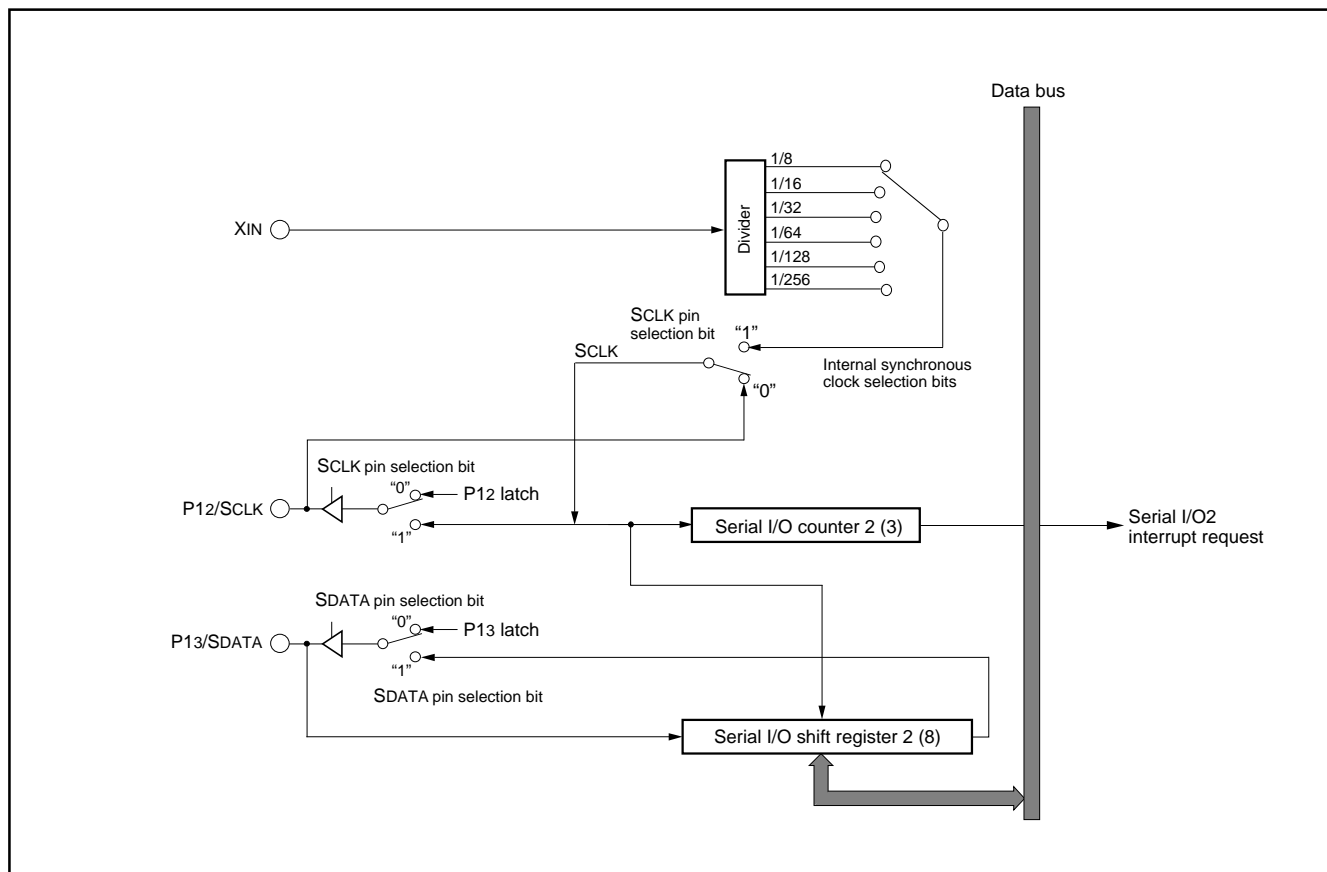 Data bus
1/8
1/16
1/32
1/64
1/128
1/256
Divider
XIN
SCLK pin
selection bit
“1”
SCLK
Internal synchronous
clock selection bits
“0”
SCLK pin selection bit
“0”
P12 latch
P12/SCLK
“1”
Serial I/O counter 2 (3)
Serial I/O2
interrupt request
SDATA pin selection bit
“0”
P13 latch
P13/SDATA
“1”
SDATA pin selection bit
Serial I/O shift register 2 (8)